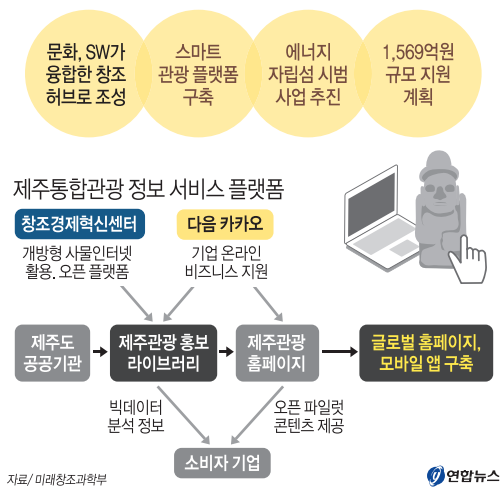 문화, SW가
융합한 창조
허브로 조성
스마트
관광 플랫폼
구축
에너지
자립섬 시범
사업 추진
1,569억원
규모 지원
계획
제주통합관광 정보 서비스 플랫폼
창조경제혁신센터
다음 카카오
개방형 사물인터넷
활용. 오픈 플랫폼
기업 온라인
비즈니스 지원
제주도
공공기관
제주관광 홍보
라이브러리
제주관광
홈페이지
글로벌 홈페이지,
모바일 앱 구축
빅데이터
분석 정보
오픈 파일럿
콘텐츠 제공
소비자 기업
자료/ 미래창조과학부
연합뉴스